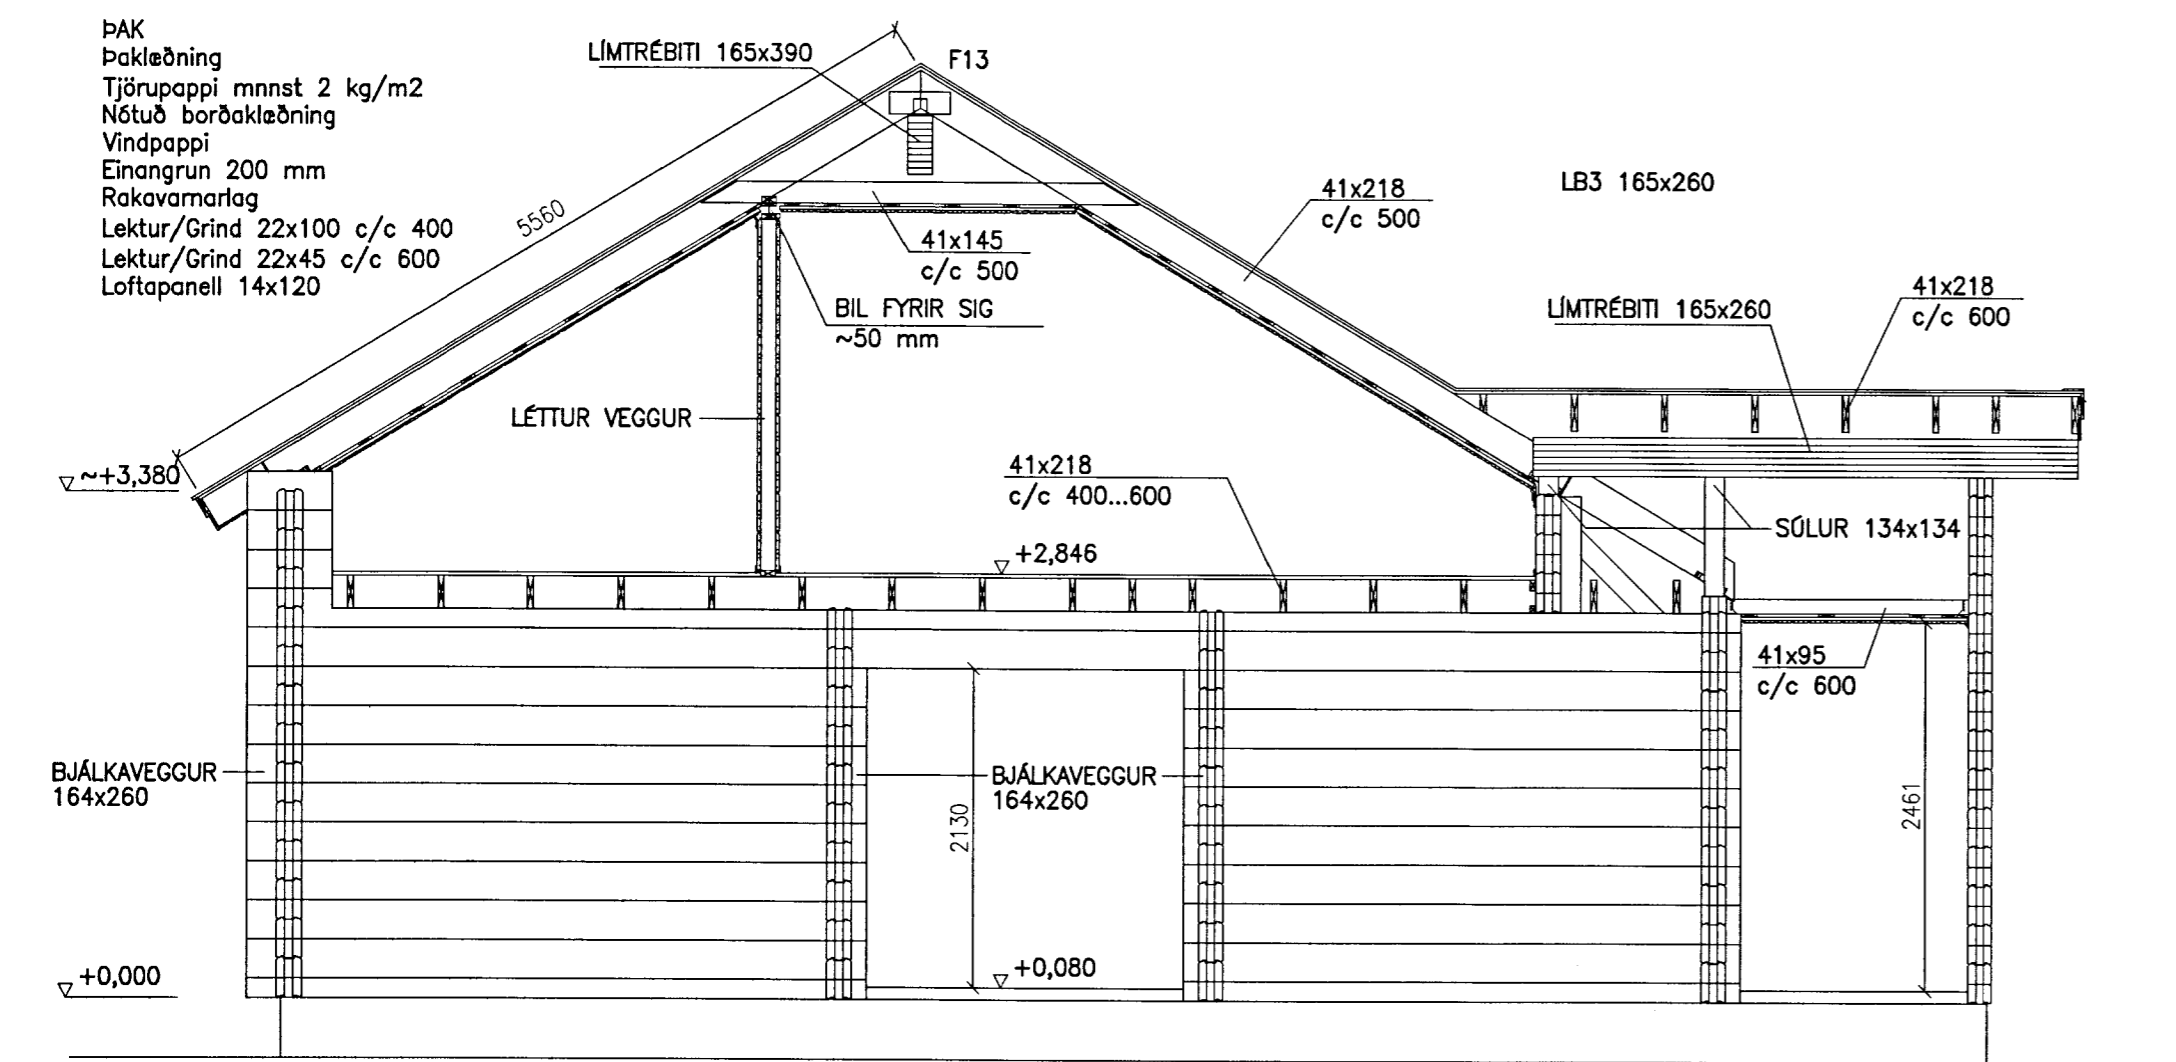 ÞAK
Þaklæðning
Tjörupappi mnnst 2 kg/m2
Nótuð borðaklæðning
Vindpappi
Einangrun 200 mm
Rakavarnarlag
Lektur/Grind 22x100 c/c 400
Lektur/Grind 22x45 c/c 600
Loftapanell 14x120
LÍMTRÉBITI 165x390
F13
5560
41x145
c/c 500
BIL FYRIR SIG
~50 mm
41x218
c/c 500
LB3 165x260
LÍMTRÉBITI 165x260
41x218
c/c 600
LÉTTUR VEGGUR
~+3,380
41x218
c/c 400...600
+2,846
SÚLUR 134x134
41x95
c/c 600
BJÁLKAVEGGUR
164x260
BJÁLKAVEGGUR
164x260
2130
2461
+0,000
+0,080